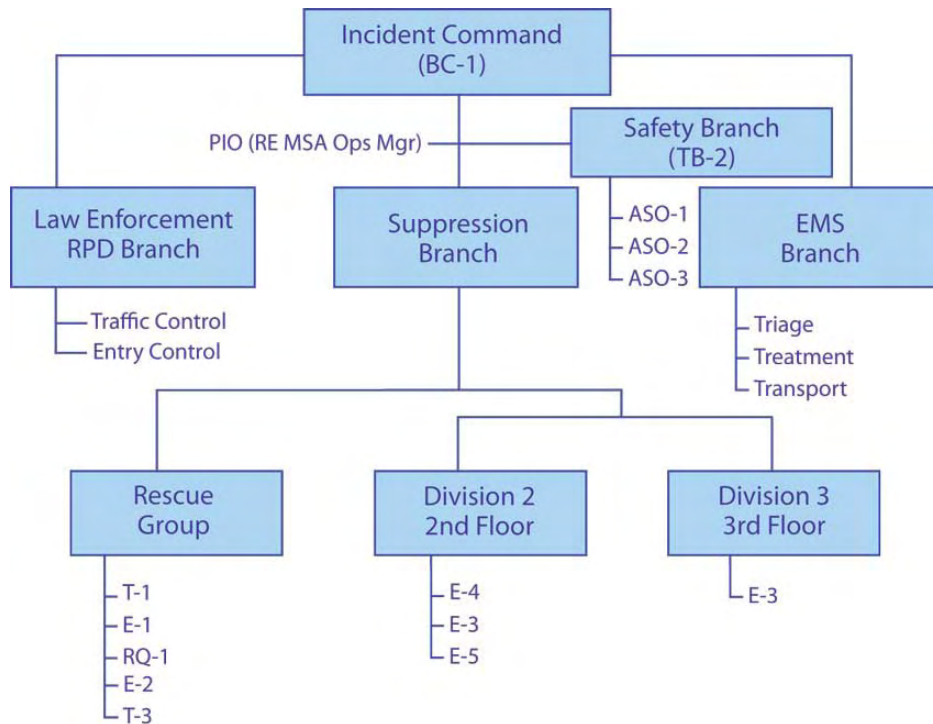 Incident Command
(BC-1)
PIO (RE MSA Ops Mgr)
Safety Branch
(TB-2)
ASO-1
ASO-2
ASO-3
Law Enforcement
RPD Branch
Traffic Control
Entry Control
Suppression
Branch
EMS
Branch
Triage
Treatment
Transport
Rescue
Group
T-1
E-1
RQ-1
E-2
T-3
Division 2
2nd Floor
E-4
E-3
E-5
Division 3
3rd Floor
E-3